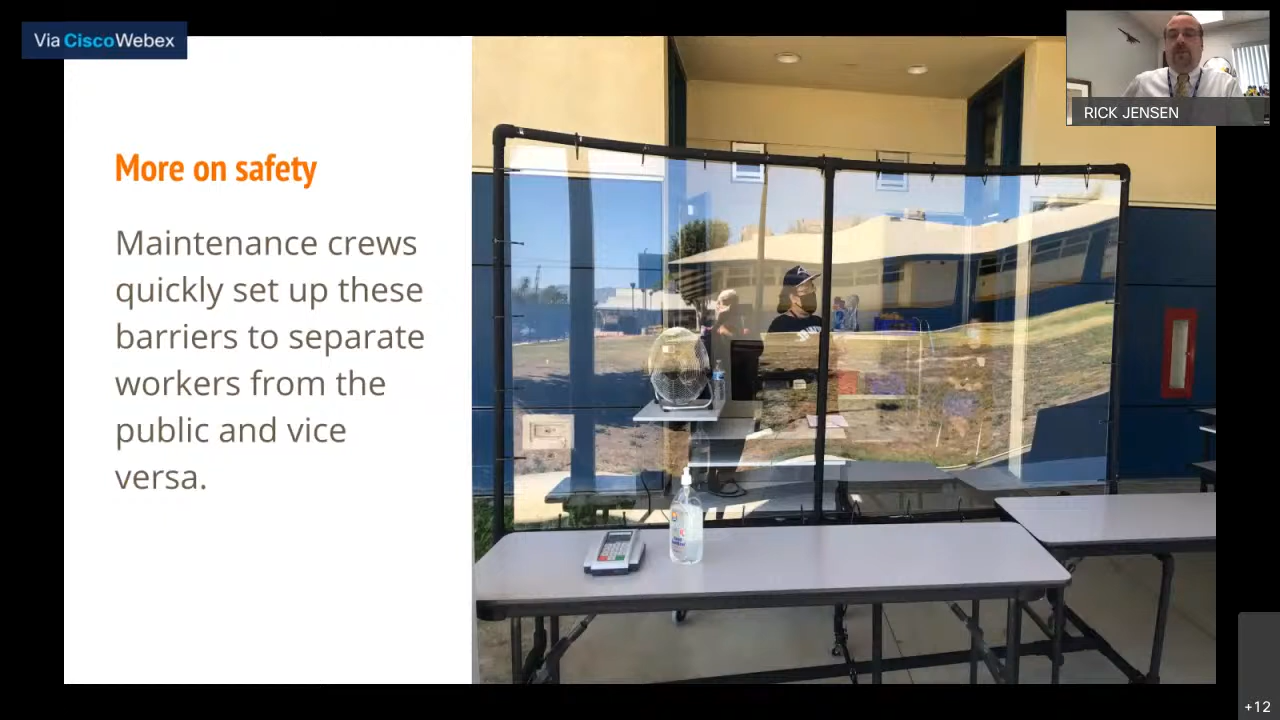 Via CiscoWebex
RICK JENSEN
More on safety
Maintenance crews
quickly set up these
barriers to separate
workers from the
public and vice
versa.
+12